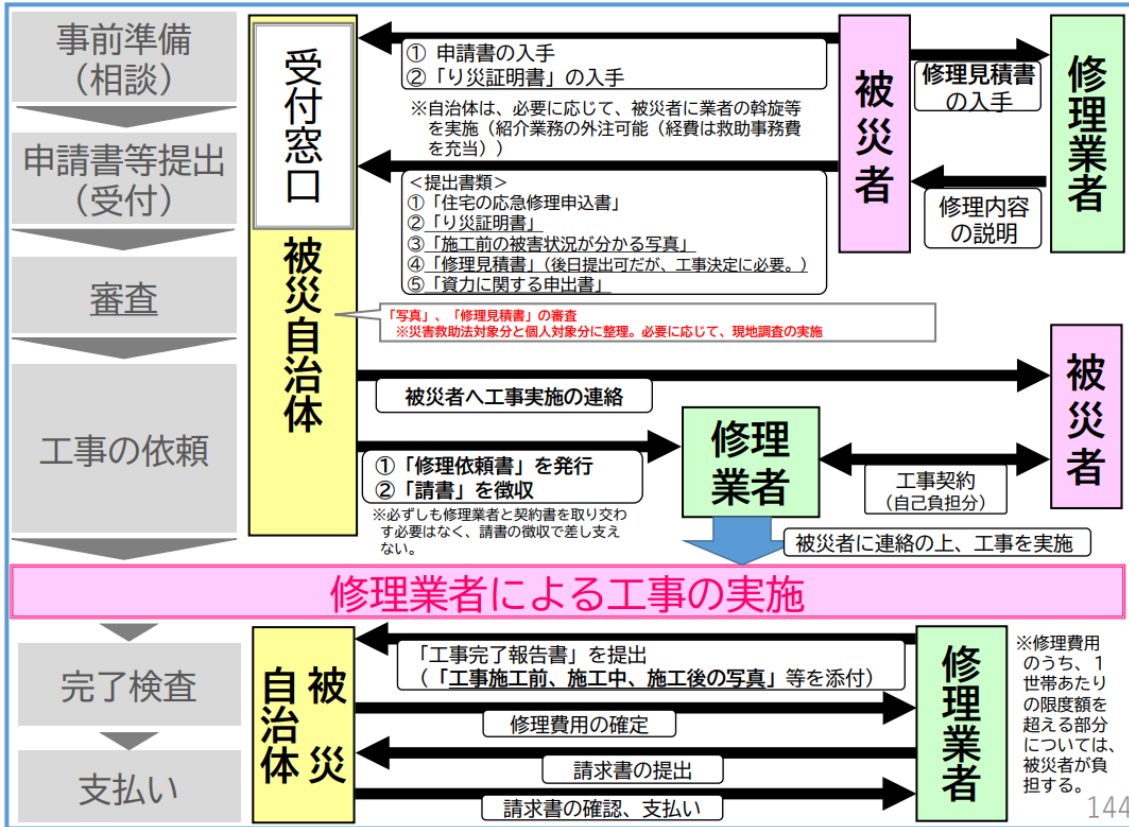 事前準備
（相談）
申請書等提出
（受付）
審査
工事の依頼
受付窓口
被災自治体
① 申請書の入手
②「り災証明書」の入手
※自治体は、必要に応じて、被災者に業者の斡旋等
を実施（紹介業務の外注可能（経費は救助事務費
を充当））
＜提出書類＞
①「住宅の応急修理申込書」
②「り災証明書」
③「施工前の被害状況が分かる写真」
④「修理見積書」（後日提出可だが、工事決定に必要。）
⑤「資力に関する申出書」
被災者
修理見積書
の入手
修理内容
の説明
修理業者
「写真」、「修理見積書」の審査
※災害救助法対象分と個人対象分に整理。必要に応じて、現地調査の実施
被災者へ工事実施の連絡
①「修理依頼書」を発行
②「請書」を徴収
※必ずしも修理業者と契約書を取り交わ
す必要はなく、請書の徴収で差し支え
ない。
修理
業者
工事契約
（自己負担分）
被災者
被災者に連絡の上、工事を実施
修理業者による工事の実施
完了検査
支払い
被災
自治体
「工事完了報告書」を提出
（「工事施工前、施工中、施工後の写真」等を添付）
修理費用の確定
請求書の提出
請求書の確認、支払い
修理業者
※修理費用
のうち、１
世帯あたり
の限度額を
超える部分
については、
被災者が負
担する。
144